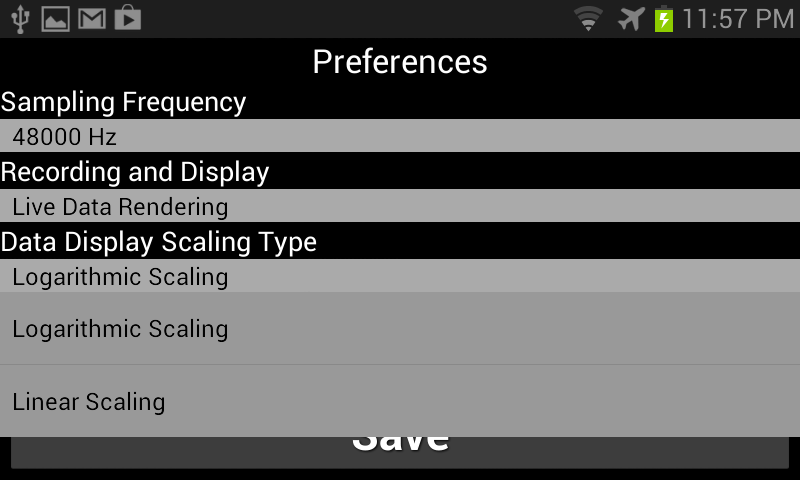 11:57 PM
Preferences
Sampling Frequency
48000 Hz
Recording and Display
Live Data Rendering
Data Display Scaling Type
Logarithmic Scaling
Logarithmic Scaling
Linear Scaling
Save